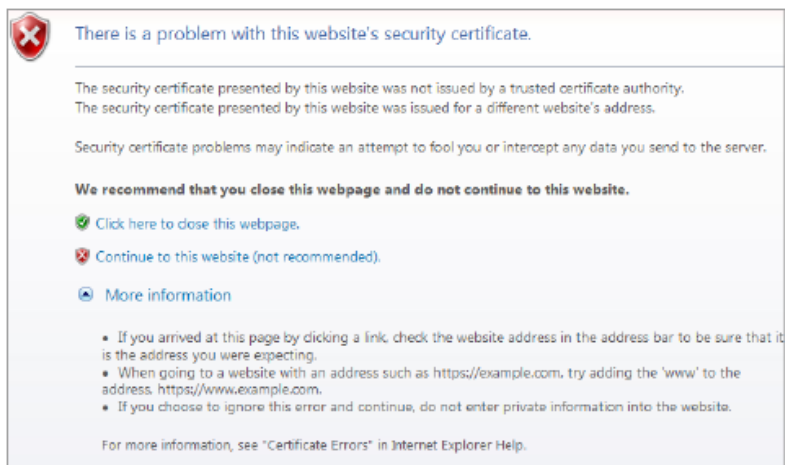 There is a problem with this website's security certificate.
The security certificate presented by this website was not issued by a trusted certificate authority.
The security certificate presented by this website was issued for a different website's address.
Security certificate problems may indicate an attempt to fool you or intercept any data you send to the server.
We recommend that you close this webpage and do not continue to this website.
Click here to close this webpage.
Continue to this website (not recommended).
More information
• If you arrived at this page by clicking a link, check the website address in the address bar to be sure that it
is the address you were expecting.
• When going to a website with an address such as https://example.com, try adding the 'www' to the
address, https://www.example.com.
• If you choose to ignore this error and continue, do not enter private information into the website.
For more information, see "Certificate Errors" in Internet Explorer Help.